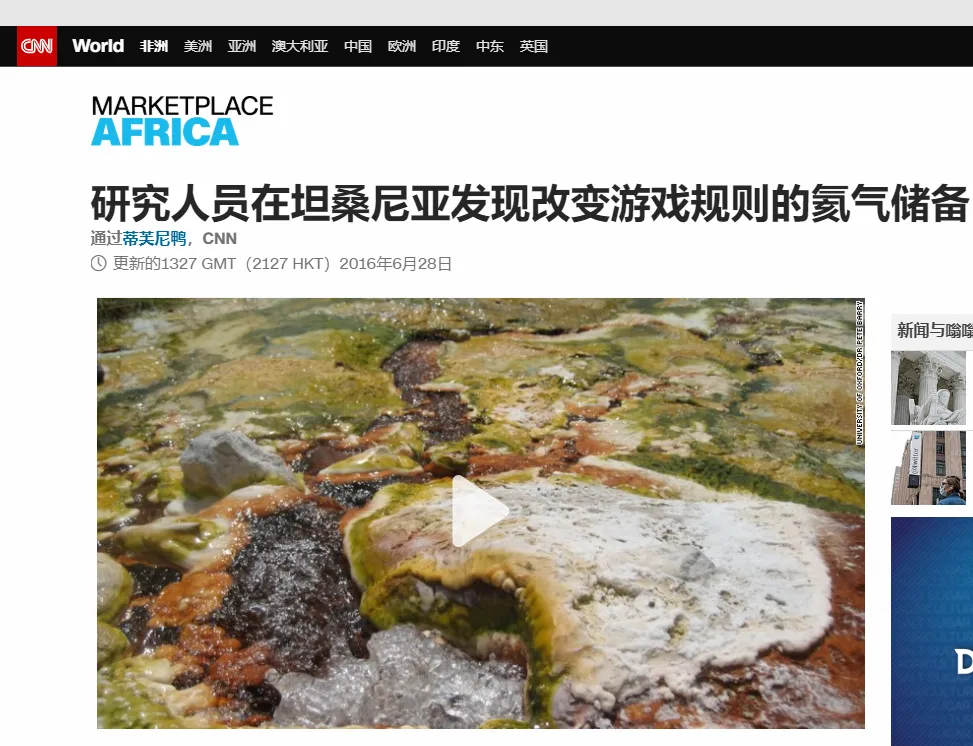 CNN World 非洲 美洲 亚洲 澳大利亚 中国 欧洲 印度 中东 英国
MARKETPLACE
AFRICA
研究人员在坦桑尼亚发现改变游戏规则的氦气储备
通过蒂芙尼鸭，CNN
更新的1327 GMT（2127 HKT）2016年6月28日
UNIVERSITY OF OXFORD/DR PETE BARRY
新闻与嗡嗡
twitter
D